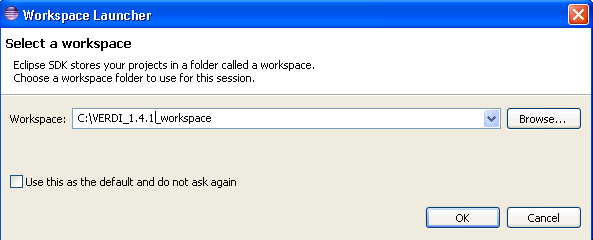 Workspace Launcher
Select a workspace
Eclipse SDK stores your projects in a folder called a workspace.
Choose a workspace folder to use for this session.
Workspace: C:\VERDI_1.4.1_workspace Browse...
Use this as the default and do not ask again
OK Cancel